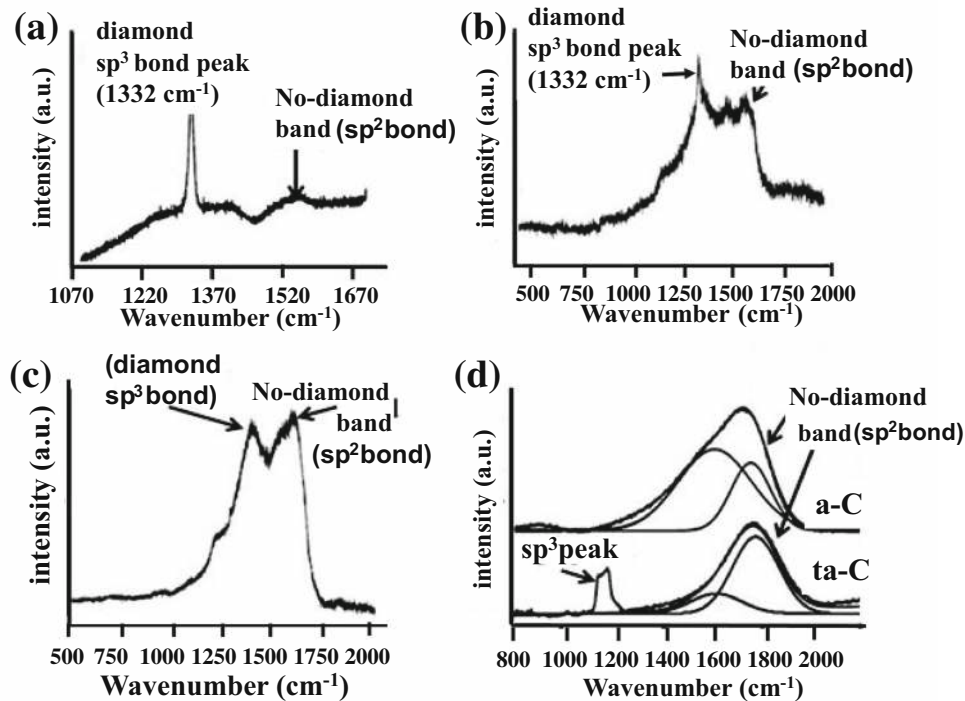 (a)
diamond
sp³ bond peak
(1332 cm⁻¹)
No-diamond
band (sp²bond)
intensity (a.u.)
1070 1220 1370 1520 1670
Wavenumber (cm⁻¹)
(b)
diamond
sp³ bond peak
(1332 cm⁻¹)
No-diamond
band (sp²bond)
intensity (a.u.)
500 750 1000 1250 1500 1750 2000
Wavenumber (cm⁻¹)
(c)
(diamond
sp³bond)
No-diamond
band
(sp²bond)
intensity (a.u.)
500 750 1000 1250 1500 1750 2000
Wavenumber (cm⁻¹)
(d)
No-diamond
band(sp²bond)
a-C
sp³peak
ta-C
intensity (a.u.)
800 1000 1200 1400 1600 1800 2000
Wavenumber (cm⁻¹)